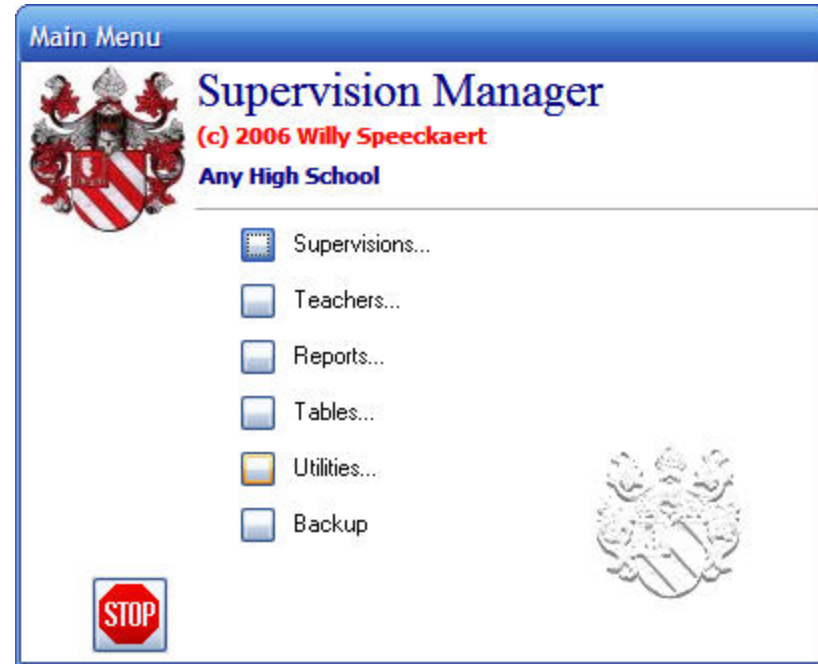 Main Menu
Supervision Manager
(c) 2006 Willy Speeckaert
Any High School
Supervisions...
Teachers...
Reports...
Tables...
Utilities...
Backup
STOP